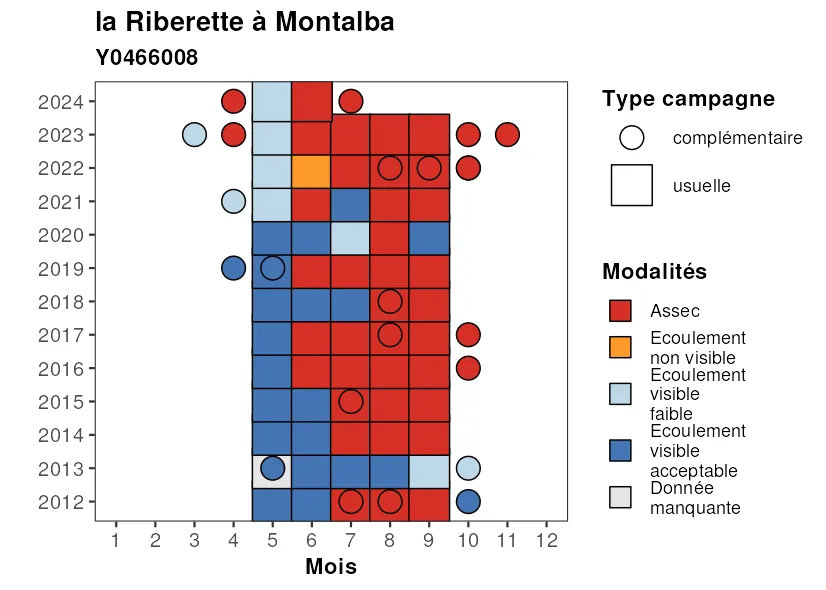 la Riberette à Montalba
Y0466008
2024
2023
2022
2021
2020
2019
2018
2017
2016
2015
2014
2013
2012
1 2 3 4 5 6 7 8 9 10 11 12
Mois
Type campagne
complémentaire
usuelle
Modalités
Assec
Ecoulement
non visible
Ecoulement
visible
faible
Ecoulement
visible
acceptable
Donnée
manquante